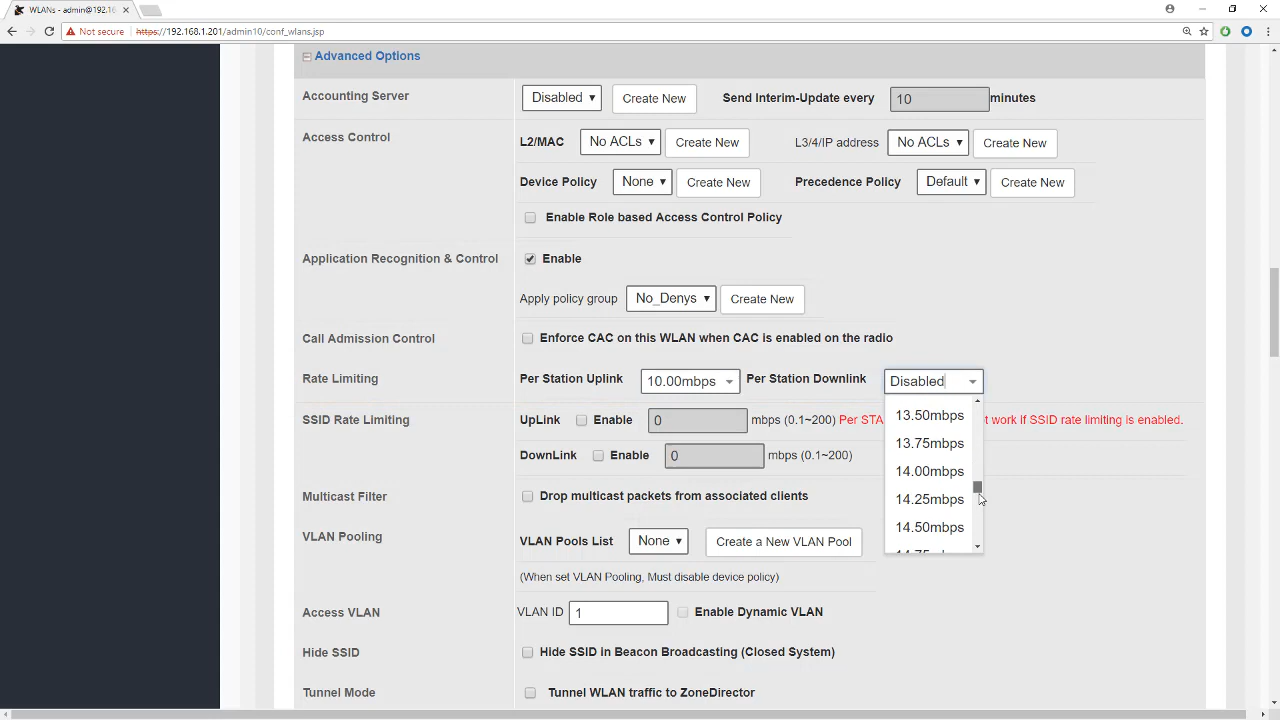 WLANs - admin@192.16
Not secure https://192.168.1.201/admin10/conf_wlans.jsp
Advanced Options
Accounting Server Disabled Create New Send Interim-Update every 10 minutes
Access Control L2/MAC No ACLs Create New L3/4/IP address No ACLs Create New
Device Policy None Create New Precedence Policy Default Create New
Enable Role based Access Control Policy
Application Recognition & Control Enable
Apply policy group No_Denys Create New
Call Admission Control Enforce CAC on this WLAN when CAC is enabled on the radio
Rate Limiting Per Station Uplink 10.00mbps Per Station Downlink Disabled
13.50mbps
13.75mbps
14.00mbps
14.25mbps
14.50mbps
SSID Rate Limiting UpLink Enable 0 mbps (0.1~200) Per STA work if SSID rate limiting is enabled.
DownLink Enable 0 mbps (0.1~200)
Multicast Filter Drop multicast packets from associated clients
VLAN Pooling VLAN Pools List None Create a New VLAN Pool
(When set VLAN Pooling, Must disable device policy)
Access VLAN VLAN ID 1 Enable Dynamic VLAN
Hide SSID Hide SSID in Beacon Broadcasting (Closed System)
Tunnel Mode Tunnel WLAN traffic to ZoneDirector